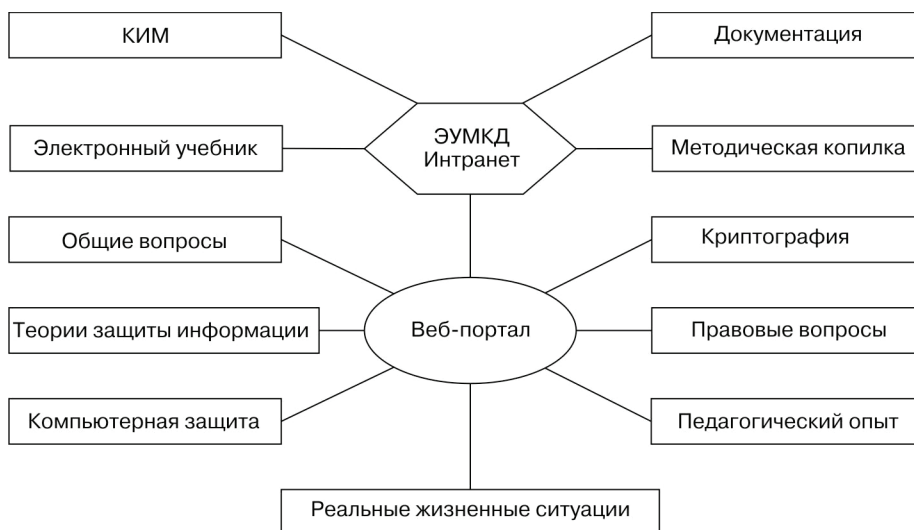 КИМ
Документация
ЭУМКД
Интранет
Электронный учебник
Методическая копилка
Общие вопросы
Криптография
Теории защиты информации
Веб-портал
Правовые вопросы
Компьютерная защита
Педагогический опыт
Реальные жизненные ситуации